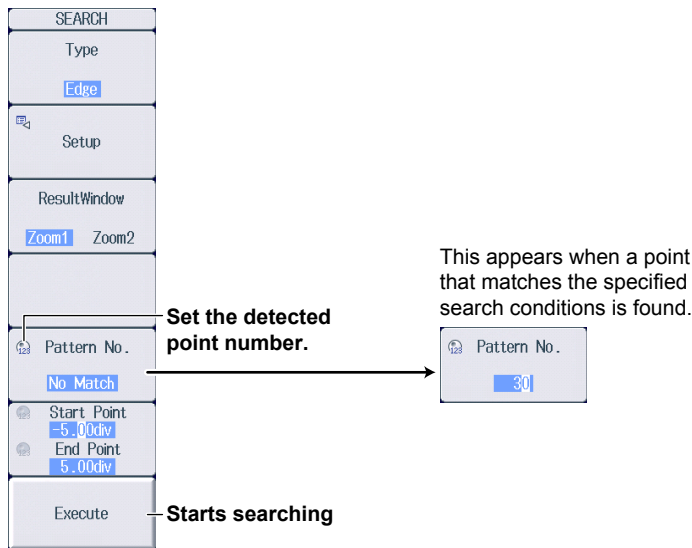 SEARCH
Type
Edge
Setup
ResultWindow
Zoom1 Zoom2
Set the detected
point number.
Pattern No.
No Match
Start Point
-5.00div
End Point
5.00div
Execute
Starts searching
This appears when a point
that matches the specified
search conditions is found.
Pattern No.
30